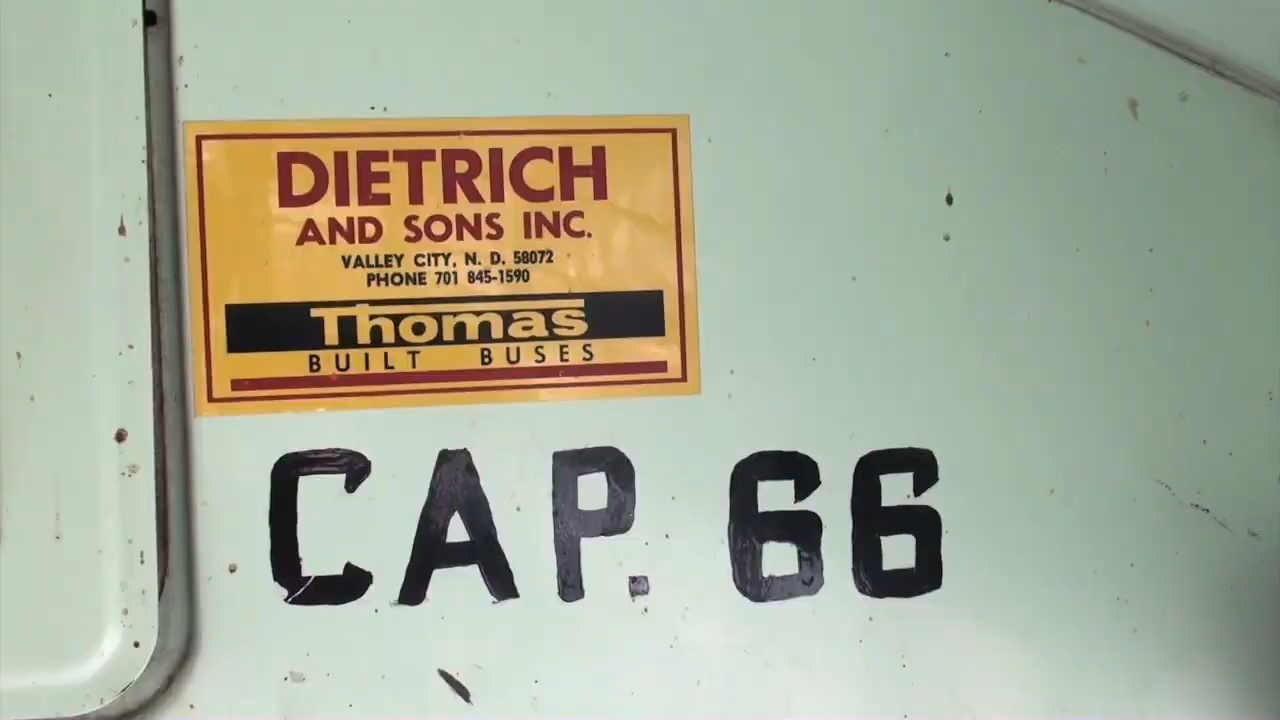 DIETRICH
AND SONS INC.
VALLEY CITY, N. D. 58072
PHONE 701 845-1590
Thomas
BUILT BUSES
CAP. 66